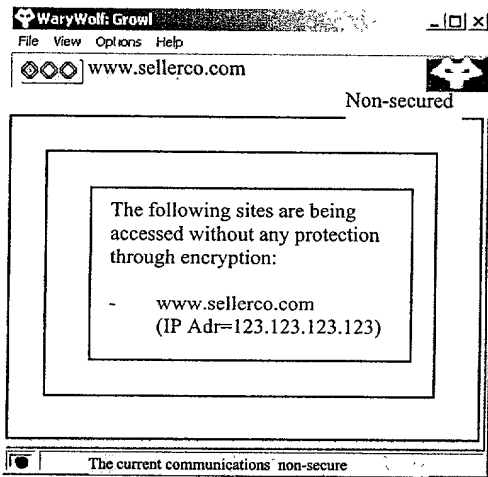 WaryWolf: Growl
File View Options Help
www.sellerco.com
Non-secured
The following sites are being
accessed without any protection
through encryption:
- www.sellerco.com
(IP Adr=123.123.123.123)
The current communications non-secure